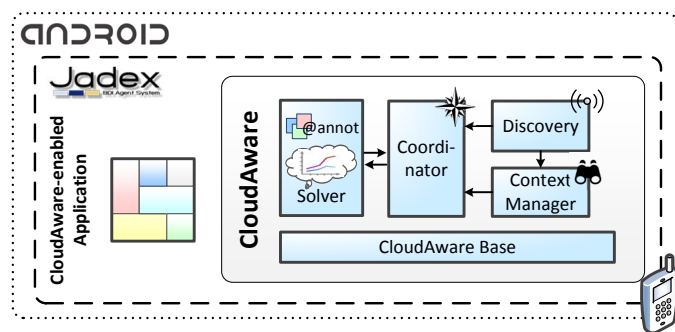 ANDROID
Jadex
BDI Agent System
CloudAware-enabled
Application
CloudAware
@annot
Solver
Coordi-
nator
Discovery
Context
Manager
CloudAware Base